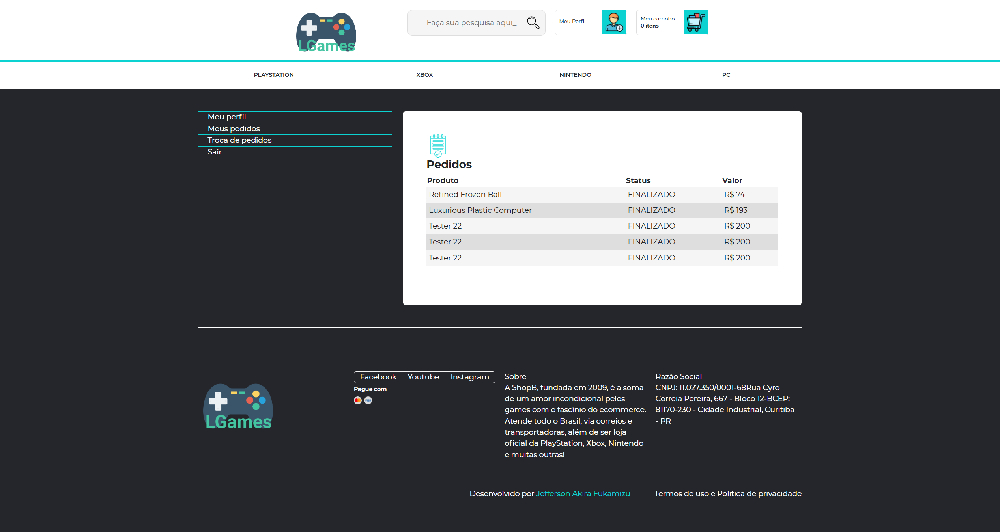 LGames
Faça sua pesquisa aqui_
Meu Perfil
Meu carrinho
0 itens
PLAYSTATION
XBOX
NINTENDO
PC
Meu perfil
Meus pedidos
Troca de pedidos
Sair
Pedidos
Produto Status Valor
Refined Frozen Ball FINALIZADO R$ 74
Luxurious Plastic Computer FINALIZADO R$ 193
Tester 22 FINALIZADO R$ 200
Tester 22 FINALIZADO R$ 200
Tester 22 FINALIZADO R$ 200
LGames
Facebook Youtube Instagram
Pague com
VISA
Sobre
A ShopB, fundada em 2009, é a soma
de um amor incondicional pelos
games com o fascínio do ecommerce.
Atende todo o Brasil, via correios e
transportadoras, além de ser loja
oficial da PlayStation, Xbox, Nintendo
e muitas outras!
Razão Social
CNPJ: 11.027.350/0001-68Rua Cyro
Correia Pereira, 667 - Bloco 12-BCEP:
81170-230 - Cidade Industrial, Curitiba
- PR
Desenvolvido por Jefferson Akira Fukamizu
Termos de uso e Politica de privacidade